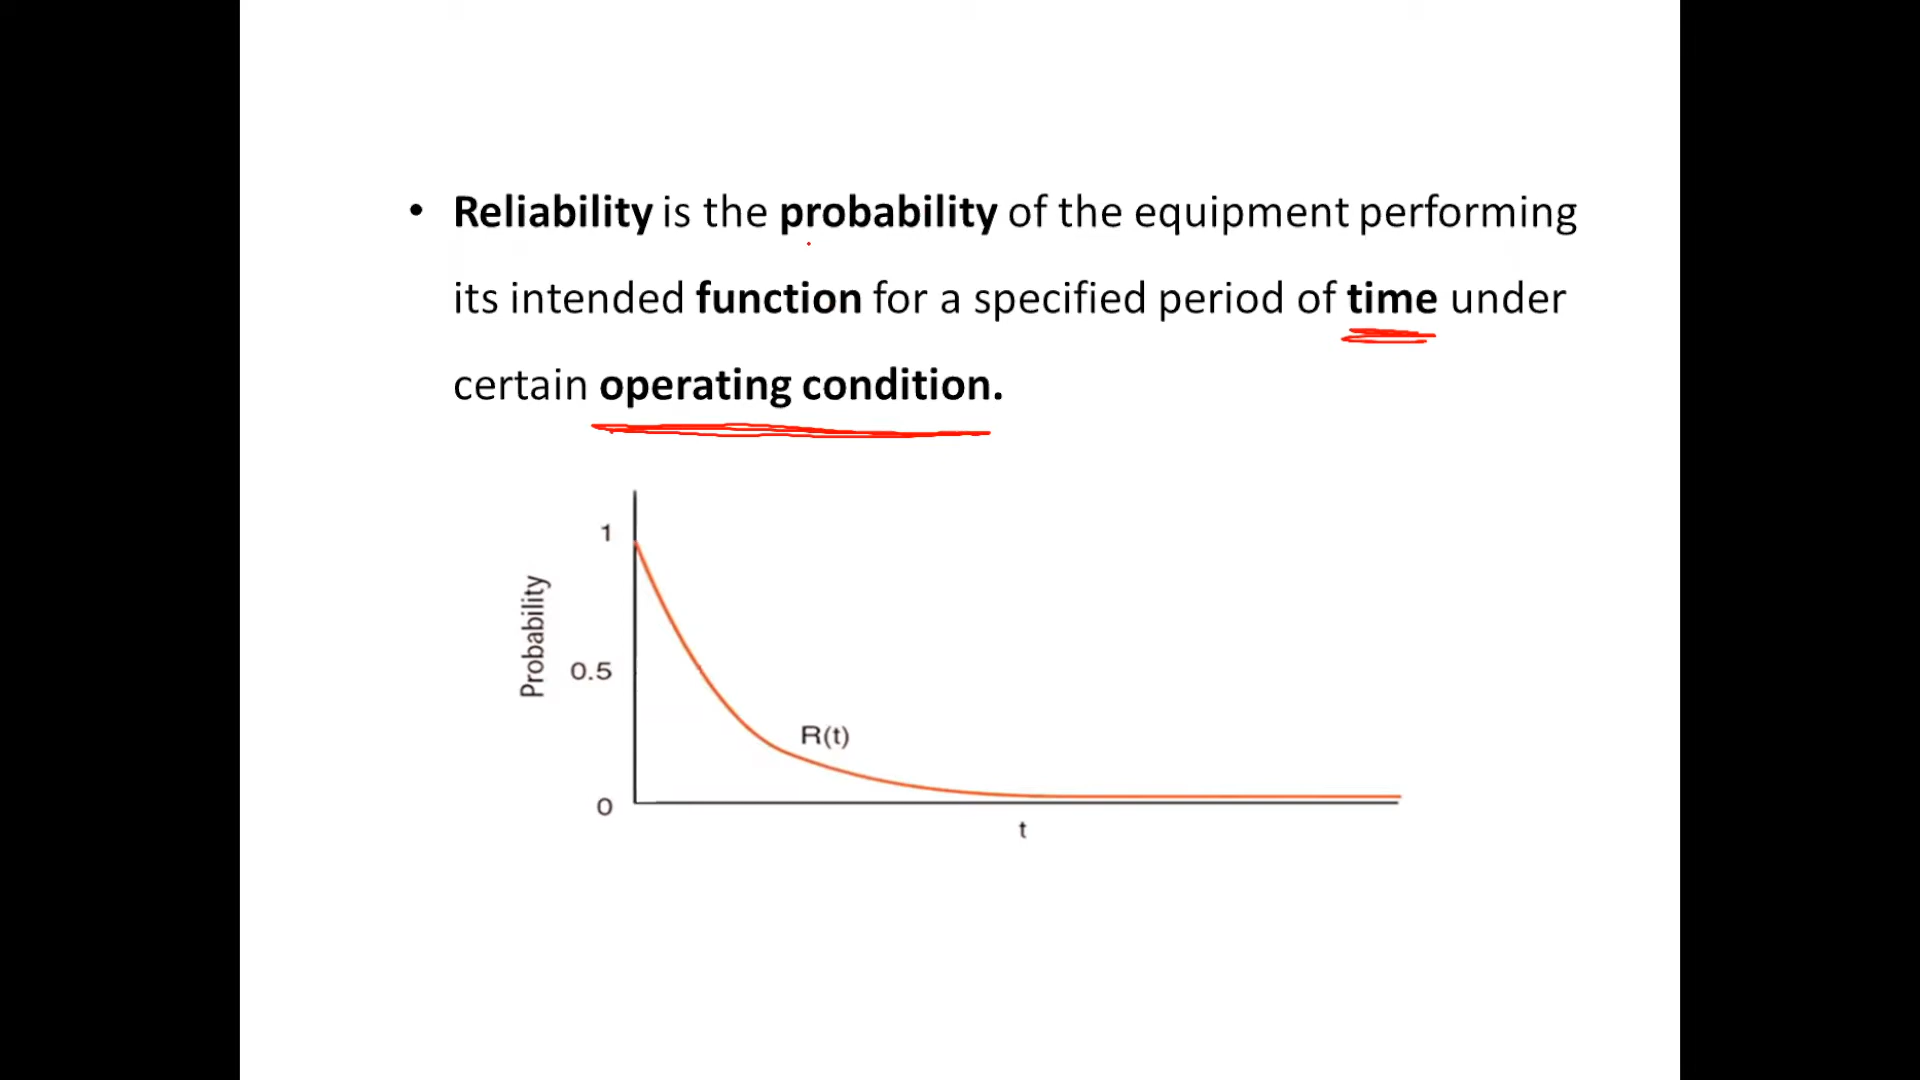 • Reliability is the probability of the equipment performing
its intended function for a specified period of time under
certain operating condition.
1
Probability
0.5
R(t)
0
t